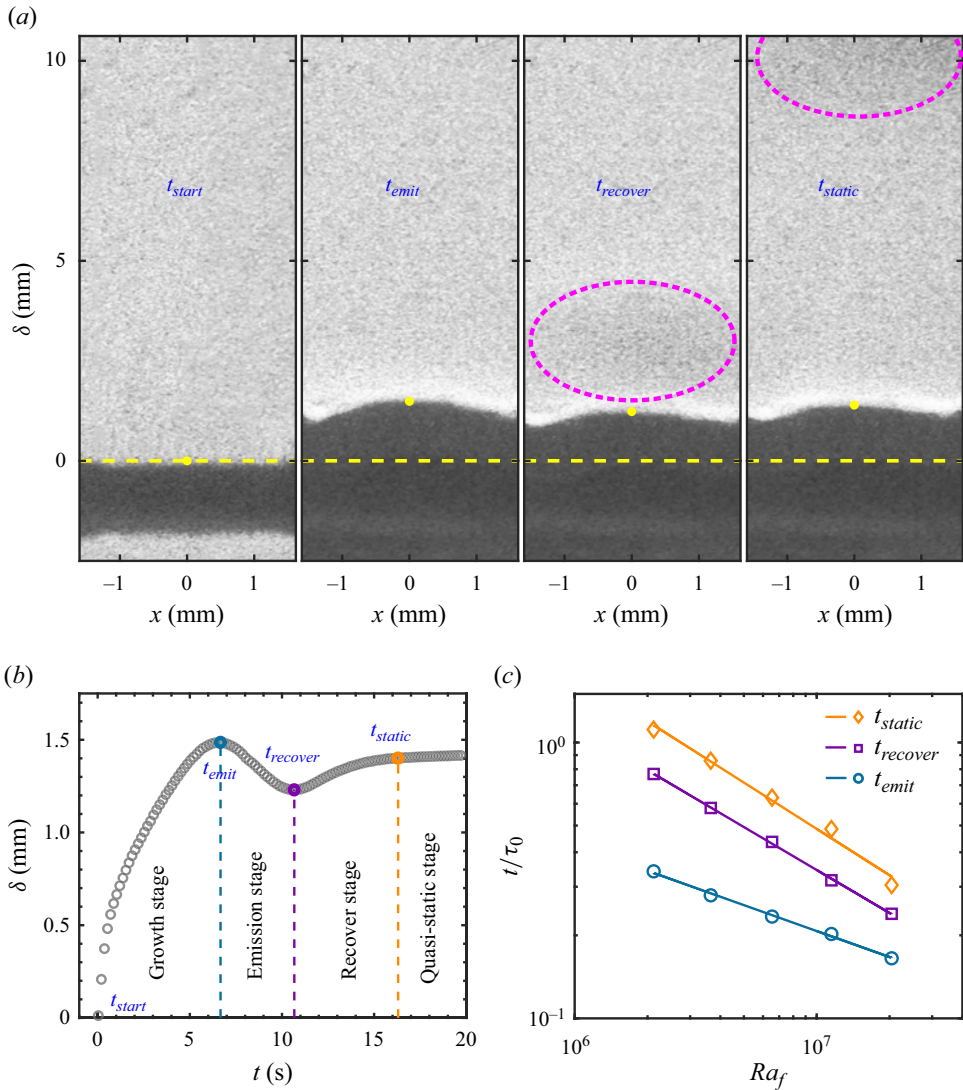 (a)
10
5
0
δ (mm)
t_start
t_emit
t_recover
t_static
−1 0 1 −1 0 1 −1 0 1 −1 0 1
x (mm) x (mm) x (mm) x (mm)
(b)
1.5
1.0
0.5
0
δ (mm)
t_start
t_emit
t_recover
t_static
Growth stage
Emission stage
Recover stage
Quasi-static stage
0 5 10 15 20
t (s)
(c)
t_static
t_recover
t_emit
10^0
10^−1
t/τ_0
10^6 10^7
Ra_f